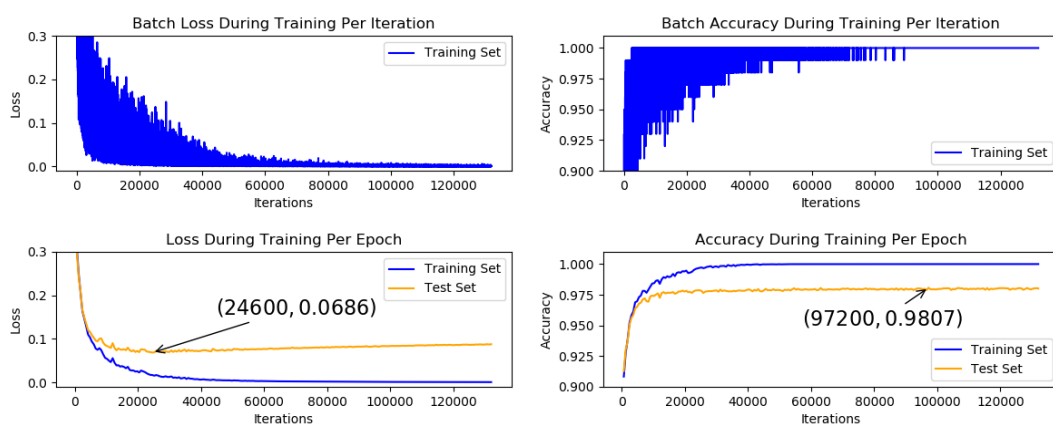 Batch Loss During Training Per Iteration
0.3
0.2
0.1
0.0
Loss
Training Set
0 20000 40000 60000 80000 100000 120000
Iterations
Batch Accuracy During Training Per Iteration
1.000
0.975
0.950
0.925
0.900
Accuracy
Training Set
0 20000 40000 60000 80000 100000 120000
Iterations
Loss During Training Per Epoch
0.3
0.2
0.1
0.0
Loss
Training Set
Test Set
(24600, 0.0686)
0 20000 40000 60000 80000 100000 120000
Iterations
Accuracy During Training Per Epoch
1.000
0.975
0.950
0.925
0.900
Accuracy
(97200, 0.9807)
Training Set
Test Set
0 20000 40000 60000 80000 100000 120000
Iterations